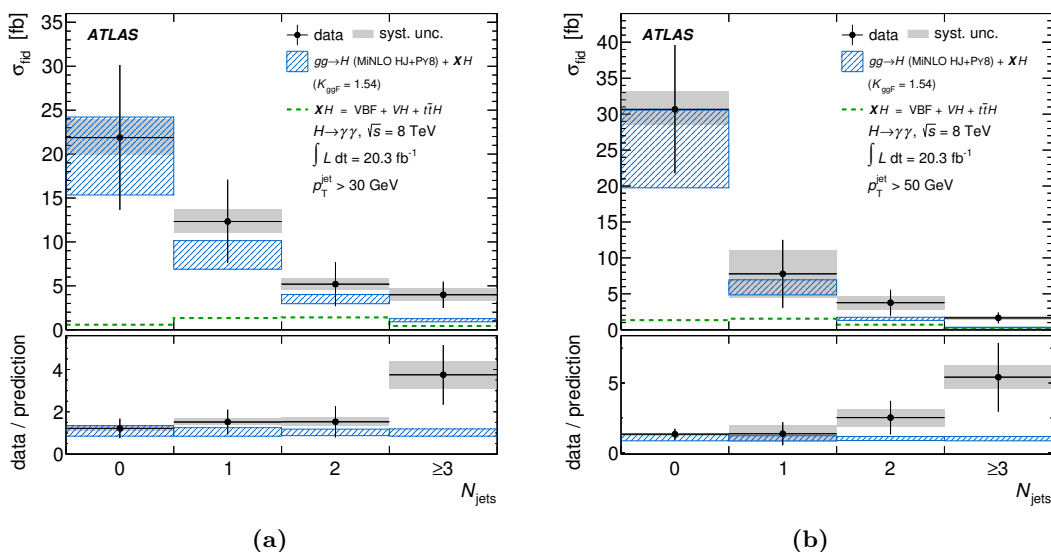 σ_fid [fb]
35
30
25
20
15
10
5
0
ATLAS
data syst. unc.
gg→H (MiNLO HJ+PY8) + XH
(K_ggF = 1.54)
XH = VBF + VH + tt̄H
H→γγ, √s = 8 TeV
∫ L dt = 20.3 fb⁻¹
p_T^jet > 30 GeV
data / prediction
4
2
0
0 1 2 ≥3
N_jets
(a)
σ_fid [fb]
45
40
35
30
25
20
15
10
5
0
ATLAS
data syst. unc.
gg→H (MiNLO HJ+PY8) + XH
(K_ggF = 1.54)
XH = VBF + VH + tt̄H
H→γγ, √s = 8 TeV
∫ L dt = 20.3 fb⁻¹
p_T^jet > 50 GeV
data / prediction
5
0
0 1 2 ≥3
N_jets
(b)